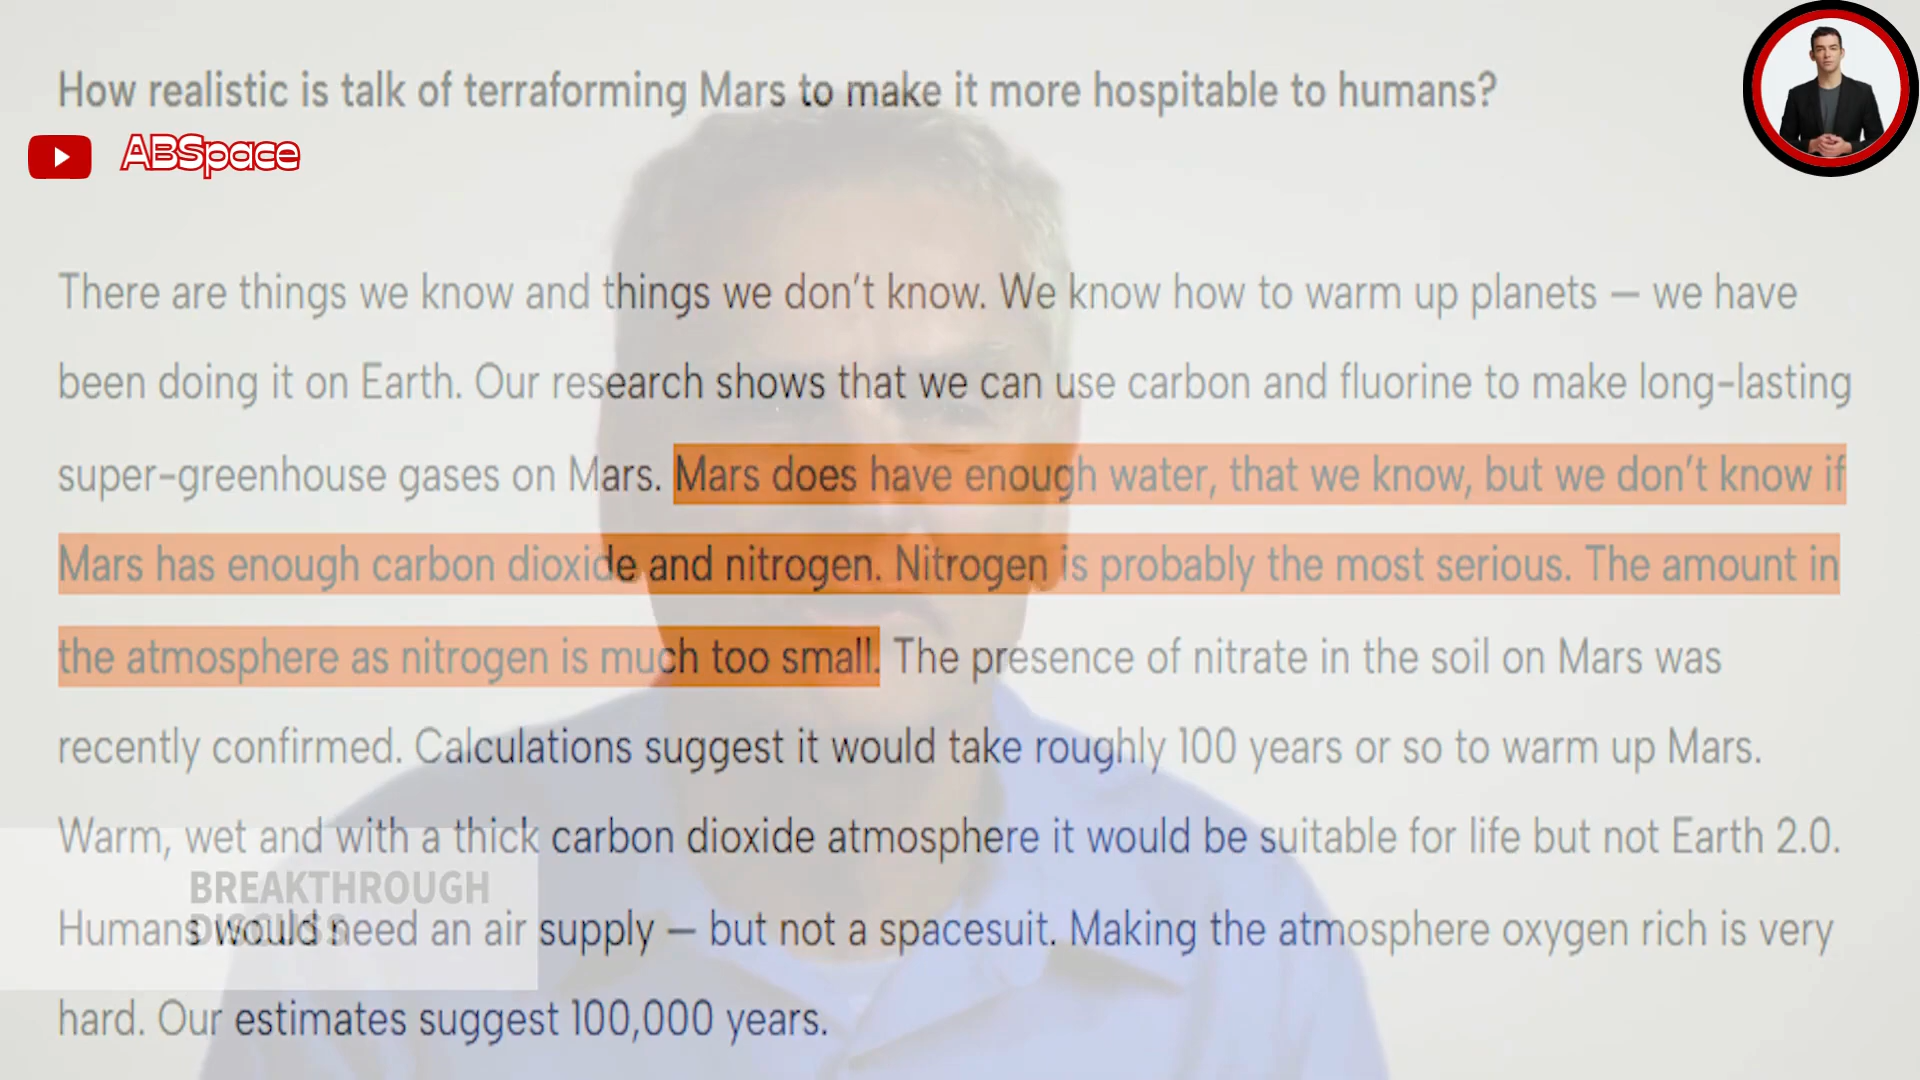 How realistic is talk of terraforming Mars to make it more hospitable to humans?
ABSpace
There are things we know and things we don't know. We know how to warm up planets — we have
been doing it on Earth. Our research shows that we can use carbon and fluorine to make long-lasting
super-greenhouse gases on Mars. Mars does have enough water, that we know, but we don't know if
Mars has enough carbon dioxide and nitrogen. Nitrogen is probably the most serious. The amount in
the atmosphere as nitrogen is much too small. The presence of nitrate in the soil on Mars was
recently confirmed. Calculations suggest it would take roughly 100 years or so to warm up Mars.
Warm, wet and with a thick carbon dioxide atmosphere it would be suitable for life but not Earth 2.0.
BREAKTHROUGH
DISCUSS
Humans would need an air supply — but not a spacesuit. Making the atmosphere oxygen rich is very
hard. Our estimates suggest 100,000 years.